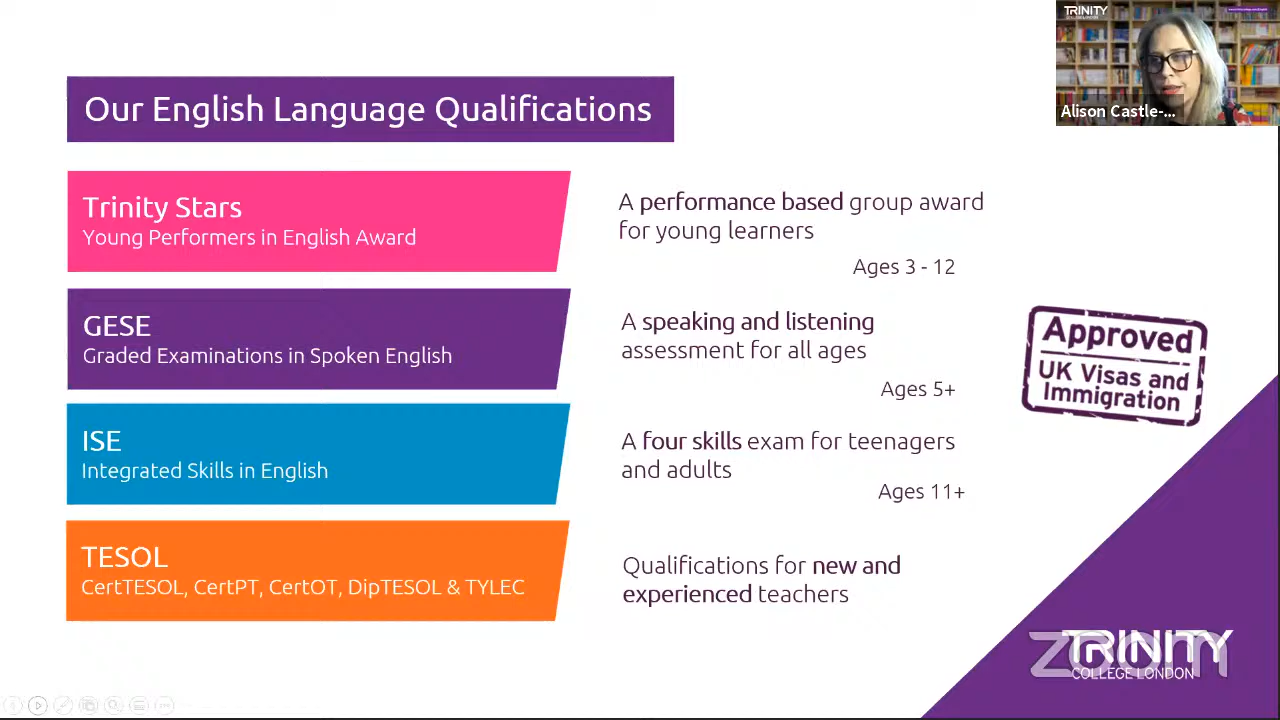 TRINITY
COLLEGE LONDON
Alison Castle-...
Our English Language Qualifications
Trinity Stars
Young Performers in English Award
A performance based group award
for young learners
Ages 3 - 12
GESE
Graded Examinations in Spoken English
A speaking and listening
assessment for all ages
Ages 5+
Approved
UK Visas and
Immigration
ISE
Integrated Skills in English
A four skills exam for teenagers
and adults
Ages 11+
TESOL
CertTESOL, CertPT, CertOT, DipTESOL & TYLEC
Qualifications for new and
experienced teachers
TRINITY
COLLEGE LONDON
zoom